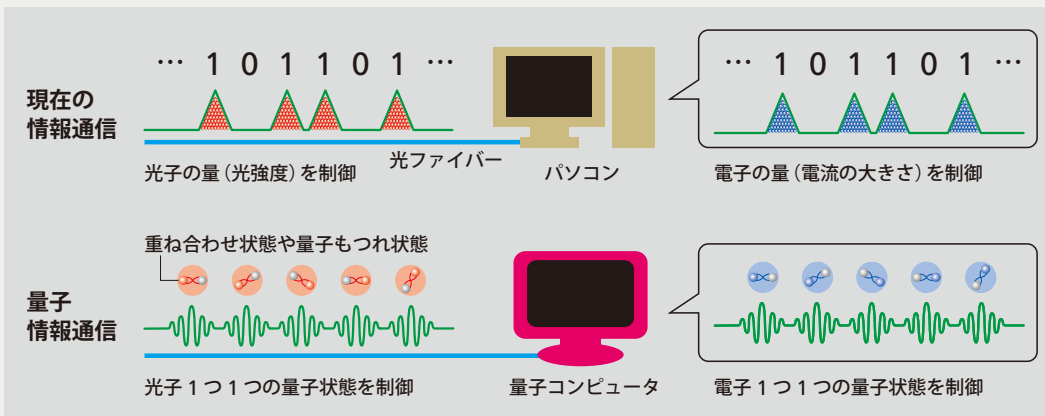 … 1 0 1 1 0 1 …
… 1 0 1 1 0 1 …
現在の
情報通信
光ファイバー
パソコン
光子の量（光強度）を制御
電子の量（電流の大きさ）を制御
重ね合わせ状態や量子もつれ状態
量子
情報通信
光子 1 つ 1 つの量子状態を制御
量子コンピュータ
電子 1 つ 1 つの量子状態を制御